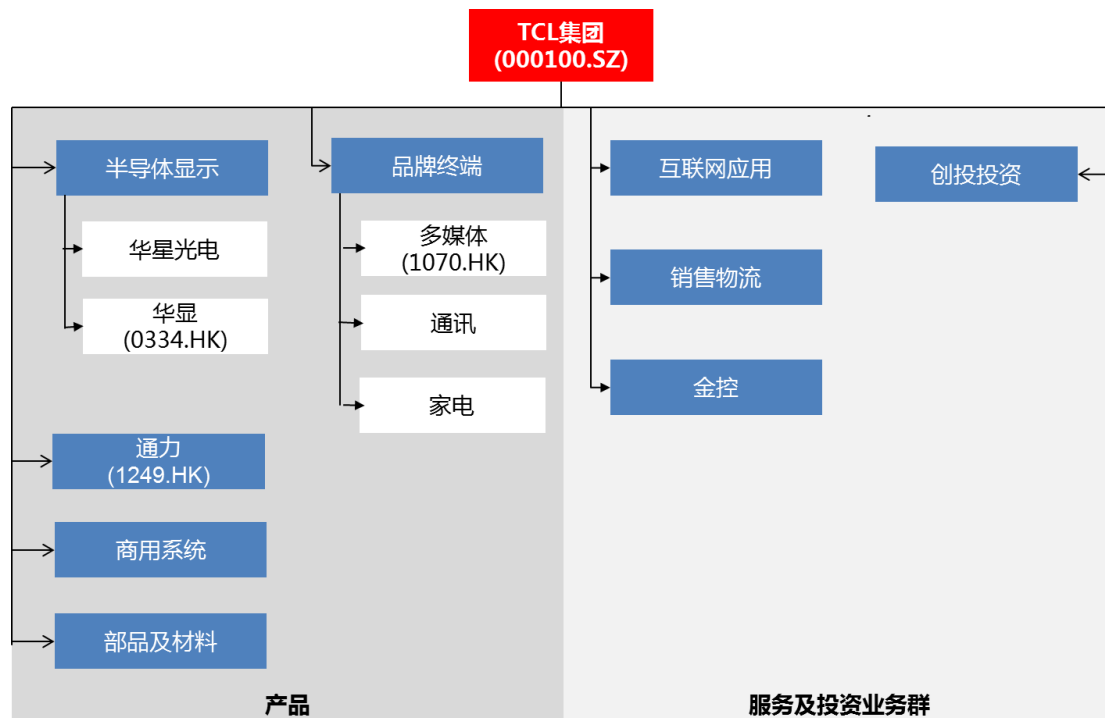 TCL集团
(000100.SZ)
半导体显示
品牌终端
互联网应用
创投投资
华星光电
多媒体
(1070.HK)
销售物流
华显
(0334.HK)
通讯
家电
金控
通力
(1249.HK)
商用系统
部品及材料
产品
服务及投资业务群